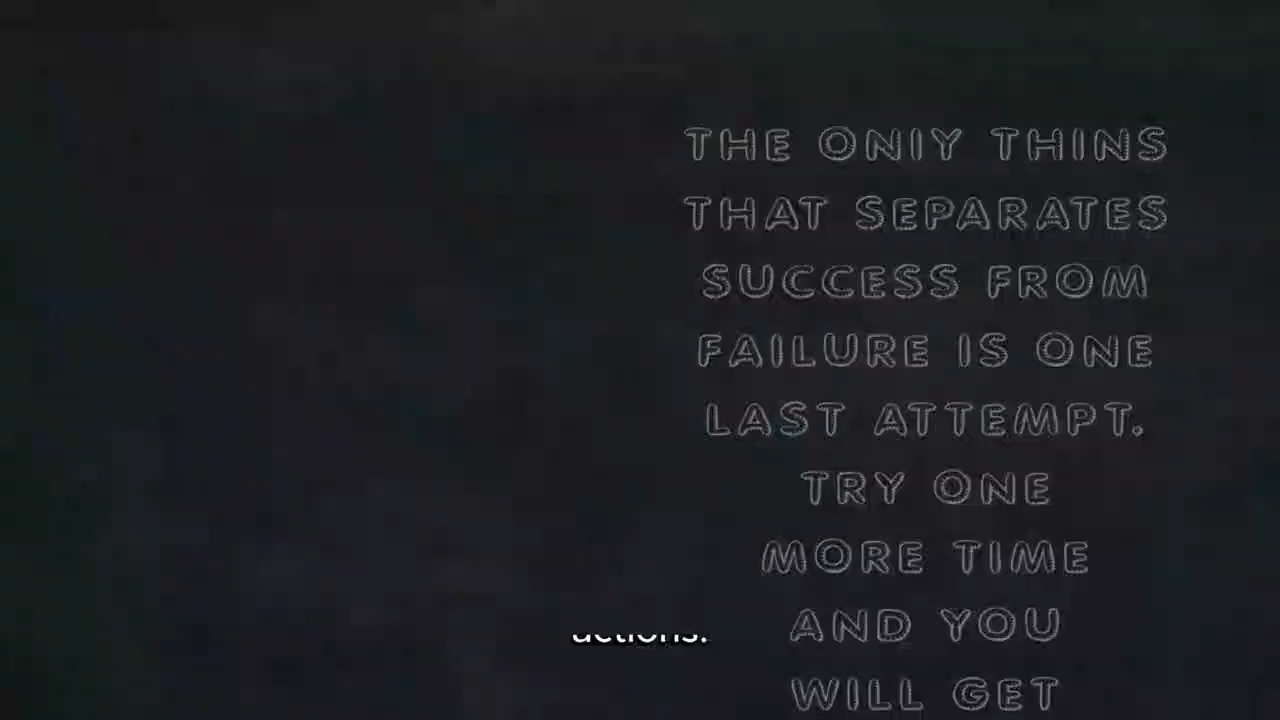 THE ONIY THINS
THAT SEPARATES
SUCCESS FROM
FAILURE IS ONE
LAST ATTEMPT.
TRY ONE
MORE TIME
AND YOU
WILL GET
actions.